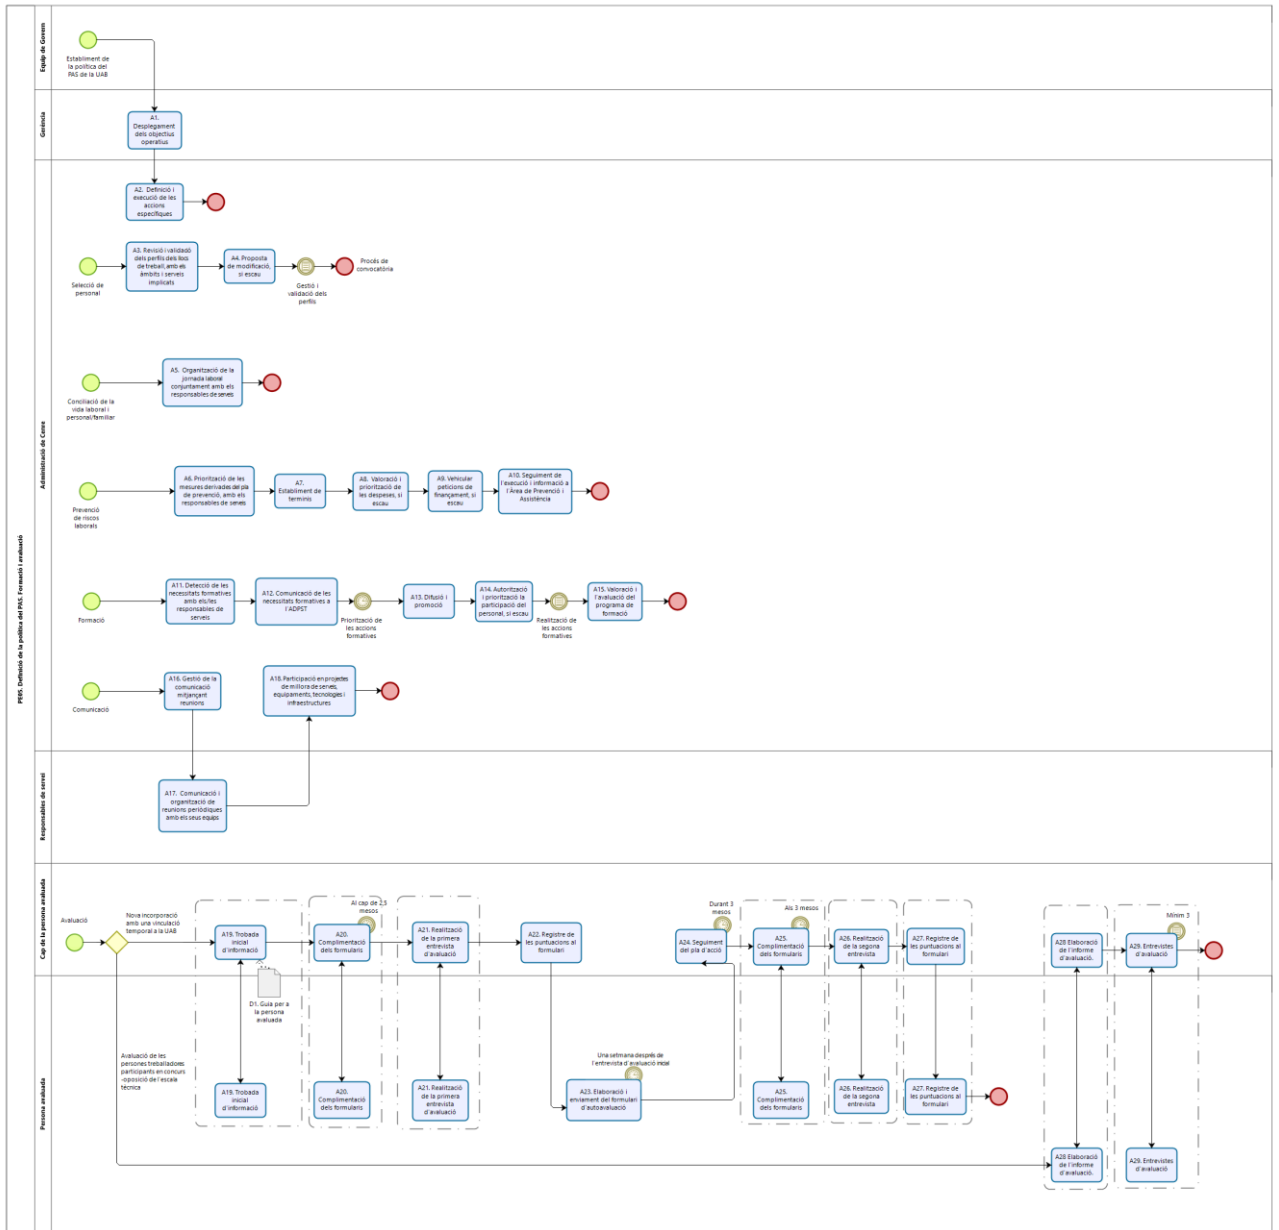 PE05. Definició de la política del PAS. Formació i avaluació
Equip de Govern
Establiment de
la política del
PAS de la UAB
Gerència
A1.
Desplegament
dels objectius
operatius
Administració de Centre
A2. Definició i
execució de les
accions
específiques
Selecció de
personal
A3. Revisió i validació
dels perfils dels llocs
de treball, amb els
àmbits i serveis
implicats
A4. Proposta
de modificació,
si escau
Gestió i
validació dels
perfils
Procés de
convocatòria
Conciliació de la
vida laboral i
personal/familiar
A5. Organització de la
jornada laboral
conjuntament amb els
responsables de serveis
Prevenció
de riscos
laborals
A6. Priorització de les
mesures derivades del pla
de prevenció, amb els
responsables de serveis
A7.
Establiment de
terminis
A8. Valoració i
priorització de
les despeses, si
escau
A9. Vehicular
peticions de
finançament, si
escau
A10. Seguiment de
l'execució i informació a
l'Àrea de Prevenció i
Assistència
Formació
A11. Detecció de les
necessitats formatives
amb els/les
responsables de
serveis
A12. Comunicació de les
necessitats formatives a
l'ADPST
Priorització de
les accions
formatives
A13. Difusió i
promoció
A14. Autorització
i priorització la
participació del
personal, si escau
Realització de
les accions
formatives
A15. Valoració i
l'avaluació del
programa de
formació
Comunicació
A16. Gestió de la
comunicació
mitjançant
reunions
A18. Participació en projectes
de millora de serveis,
equipaments, tecnologies i
infraestructures
Responsables de servei
A17. Comunicació i
organització de
reunions periòdiques
amb els seus equips
Cap de la persona avaluada
Avaluació
Nova incorporació
amb una vinculació
temporal a la UAB
A19. Trobada
inicial
d'informació
D1. Guia per a
la persona
avaluada
Al cap de 2,5
mesos
A20.
Complimentació
dels formularis
A21. Realització
de la primera
entrevista
d'avaluació
A22. Registre de
les puntuacions al
formulari
Durant 3
mesos
A24. Seguiment
del pla d'acció
Als 3 mesos
A25.
Complimentació
dels formularis
A26. Realització
de la segona
entrevista
A27. Registre de
les puntuacions al
formulari
A28 Elaboració
de l'informe
d'avaluació.
Mínim 3
A29. Entrevistes
d'avaluació
Persona avaluada
Avaluació de les
persones treballadores
participants en concurs
-oposició de l'escala
tècnica
A19. Trobada
inicial
d'informació
A20.
Complimentació
dels formularis
A21. Realització
de la primera
entrevista
d'avaluació
Una setmana després de
l'entrevista d'avaluació inicial
A23. Elaboració i
enviament del formulari
d'autoavaluació
A25.
Complimentació
dels formularis
A26. Realització
de la segona
entrevista
A27. Registre de
les puntuacions al
formulari
A28 Elaboració
de l'informe
d'avaluació.
A29. Entrevistes
d'avaluació